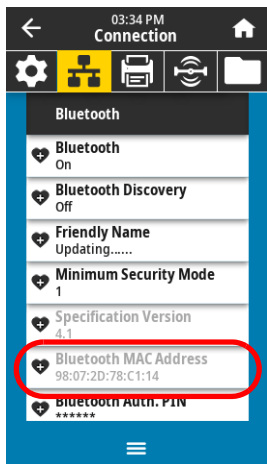 03:34 PM
Connection
Bluetooth
Bluetooth
On
Bluetooth Discovery
Off
Friendly Name
Updating......
Minimum Security Mode
1
Specification Version
4.1
Bluetooth MAC Address
98:07:2D:78:C1:14
Bluetooth Auth. PIN
******